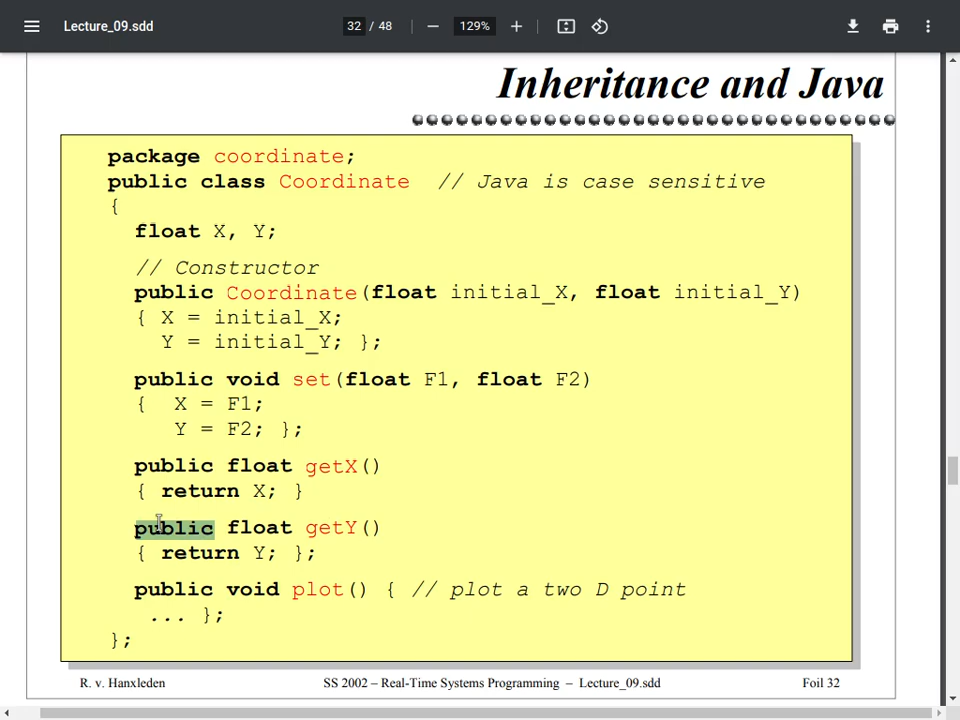 Lecture_09.sdd
32 / 48
129%
Inheritance and Java
package coordinate;
public class Coordinate // Java is case sensitive
{
float X, Y;
// Constructor
public Coordinate(float initial_X, float initial_Y)
{ X = initial_X;
Y = initial_Y; };
public void set(float F1, float F2)
{ X = F1;
Y = F2; };
public float getX()
{ return X; }
public float getY()
{ return Y; };
public void plot() { // plot a two D point
... };
};
R. v. Hanxleden
SS 2002 – Real-Time Systems Programming – Lecture_09.sdd
Foil 32